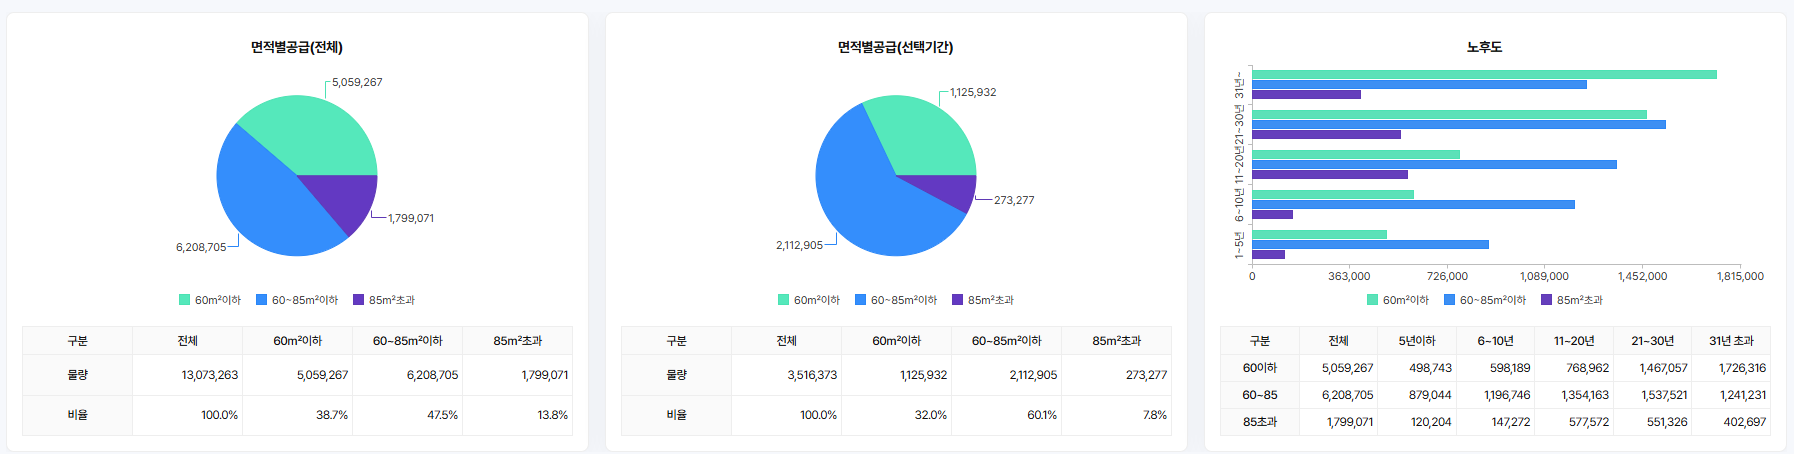 면적별공급(전체)
5,059,267
1,799,071
6,208,705
60m²이하 60~85m²이하 85m²초과
구분 전체 60m²이하 60~85m²이하 85m²초과
물량 13,073,263 5,059,267 6,208,705 1,799,071
비율 100.0% 38.7% 47.5% 13.8%
면적별공급(선택기간)
1,125,932
273,277
2,112,905
60m²이하 60~85m²이하 85m²초과
구분 전체 60m²이하 60~85m²이하 85m²초과
물량 3,516,373 1,125,932 2,112,905 273,277
비율 100.0% 32.0% 60.1% 7.8%
노후도
31년~
21~30년
11~20년
6~10년
1~5년
0 363,000 726,000 1,089,000 1,452,000 1,815,000
60m²이하 60~85m²이하 85m²초과
구분 전체 5년이하 6~10년 11~20년 21~30년 31년 초과
60이하 5,059,267 498,743 598,189 768,962 1,467,057 1,726,316
60~85 6,208,705 879,044 1,196,746 1,354,163 1,537,521 1,241,231
85초과 1,799,071 120,204 147,272 577,572 551,326 402,697